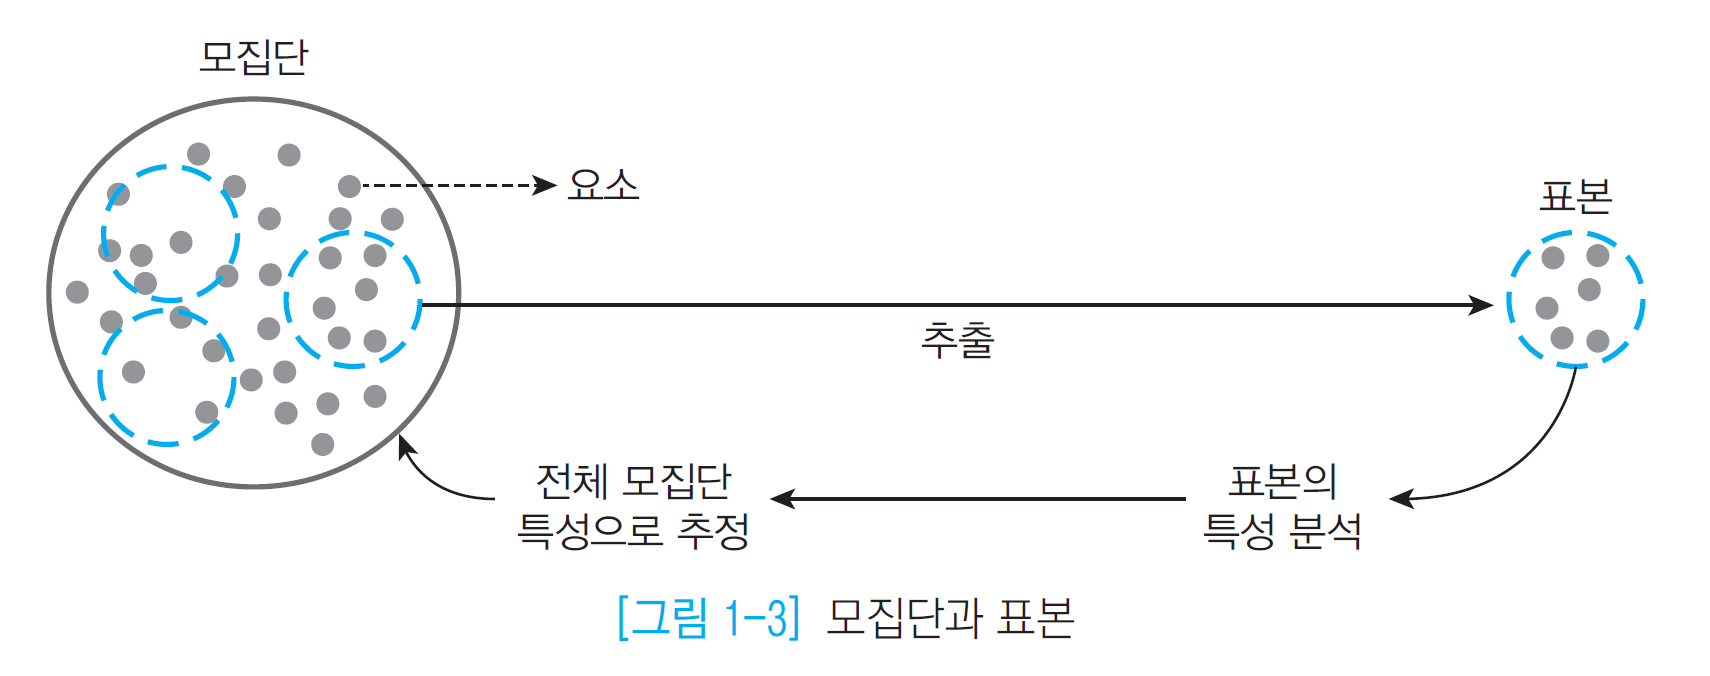 모집단
요소
표본
추출
전체 모집단
특성으로 추정
표본의
특성 분석
[그림 1-3] 모집단과 표본